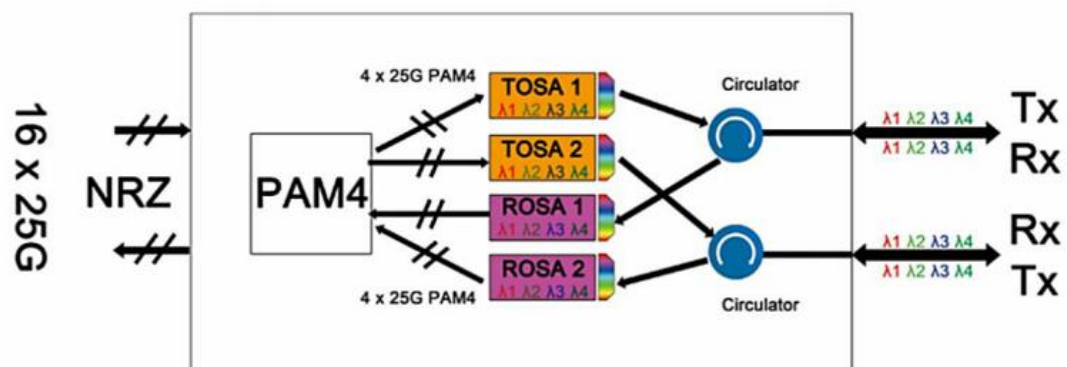 16 x 25G
NRZ
PAM4
4 x 25G PAM4
TOSA 1
λ1 λ2 λ3 λ4
TOSA 2
λ1 λ2 λ3 λ4
ROSA 1
λ1 λ2 λ3 λ4
ROSA 2
λ1 λ2 λ3 λ4
4 x 25G PAM4
Circulator
Circulator
λ1 λ2 λ3 λ4
λ1 λ2 λ3 λ4
Tx
Rx
λ1 λ2 λ3 λ4
λ1 λ2 λ3 λ4
Rx
Tx